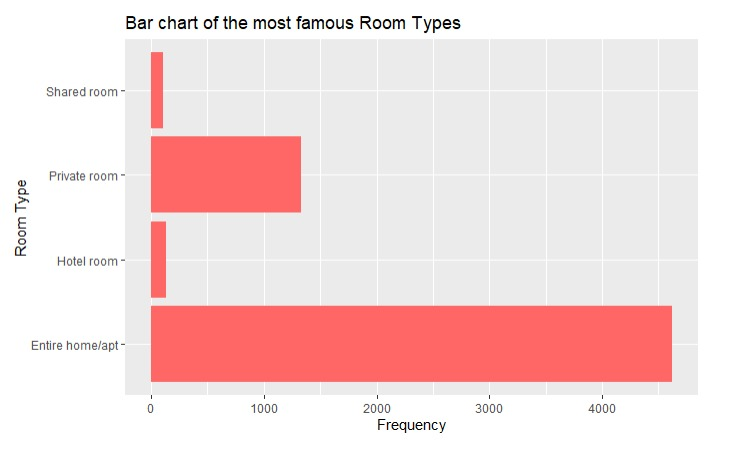 Bar chart of the most famous Room Types
Room Type
Shared room
Private room
Hotel room
Entire home/apt
0 1000 2000 3000 4000
Frequency